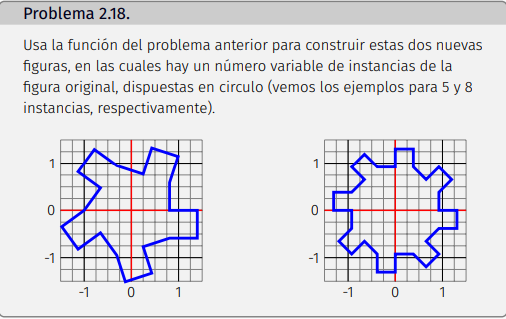 Problema 2.18.
Usa la función del problema anterior para construir estas dos nuevas
figuras, en las cuales hay un número variable de instancias de la
figura original, dispuestas en circulo (vemos los ejemplos para 5 y 8
instancias, respectivamente).
1
0
-1
-1 0 1
1
0
-1
-1 0 1